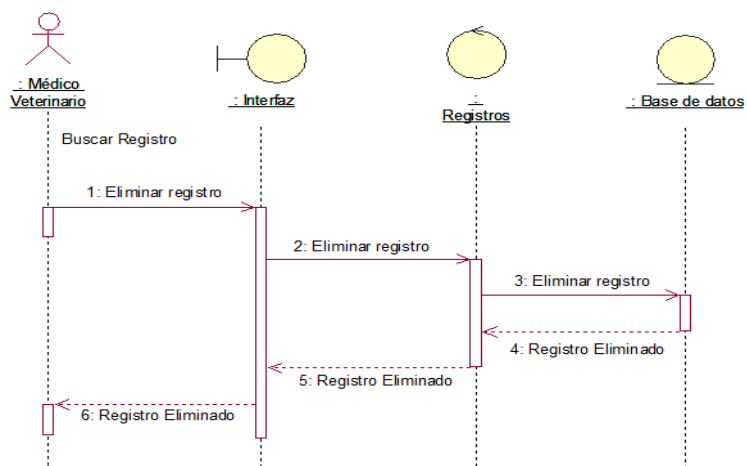 : Médico
Veterinario
: Interfaz
:
Registros
: Base de datos
Buscar Registro
1: Eliminar registro
2: Eliminar registro
3: Eliminar registro
4: Registro Eliminado
5: Registro Eliminado
6: Registro Eliminado